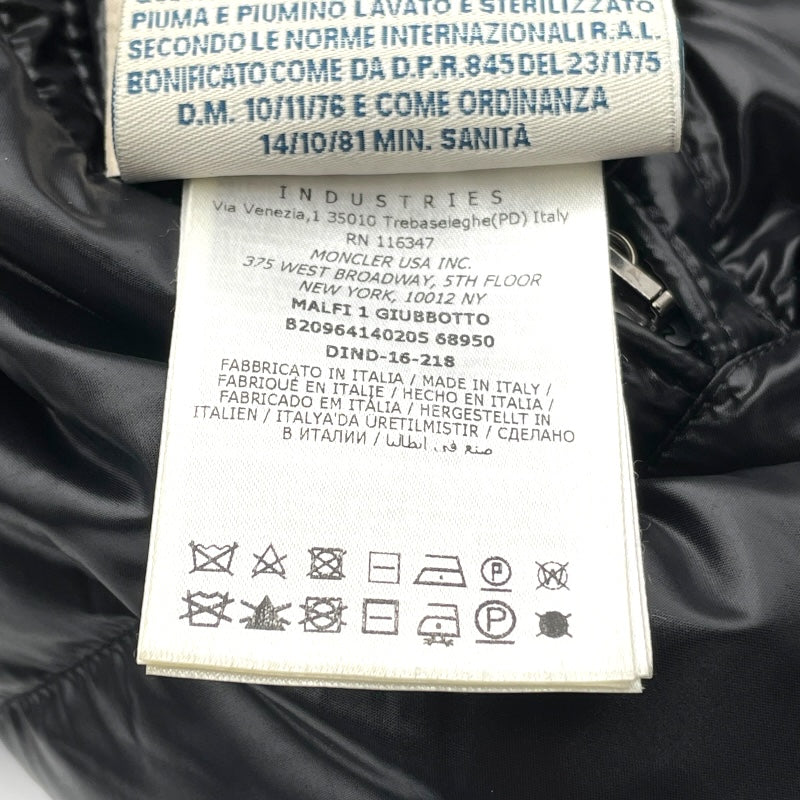 PIUMA E PIUMINO LAVATO E STERILIZZATO
SECONDO LE NORME INTERNAZIONALI R.A.L.
BONIFICATO COME DA D.P.R.845 DEL 23/1/75
D.M. 10/11/76 E COME ORDINANZA
14/10/81 MIN. SANITÀ
INDUSTRIES
Via Venezia,1 35010 Trebaseleghe(PD) Italy
RN 116347
MONCLER USA INC.
375 WEST BROADWAY, 5TH FLOOR
NEW YORK, 10012 NY
MALFI 1 GIUBBOTTO
B20964140205 68950
DIND-16-218
FABBRICATO IN ITALIA / MADE IN ITALY /
FABRIQUÉ EN ITALIE / HECHO EN ITALIA /
FABRICADO EM ITÁLIA / HERGESTELLT IN
ITALIEN / ITALYA'DA ÜRETILMISTIR / СДЕЛАНО
В ИТАЛИИ / صنع في ايطاليا.
P W
P